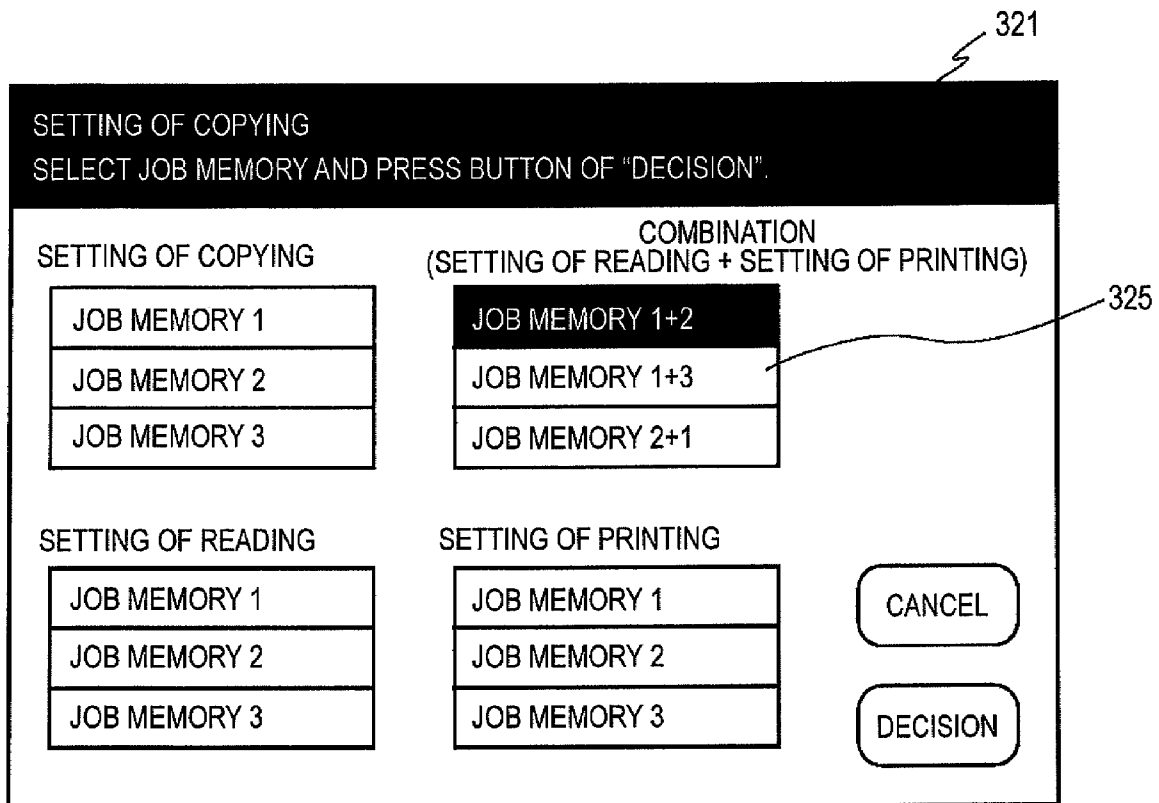 321
SETTING OF COPYING
SELECT JOB MEMORY AND PRESS BUTTON OF “DECISION”.
SETTING OF COPYING
JOB MEMORY 1
JOB MEMORY 2
JOB MEMORY 3
COMBINATION
(SETTING OF READING + SETTING OF PRINTING)
JOB MEMORY 1+2
JOB MEMORY 1+3
JOB MEMORY 2+1
325
SETTING OF READING
JOB MEMORY 1
JOB MEMORY 2
JOB MEMORY 3
SETTING OF PRINTING
JOB MEMORY 1
JOB MEMORY 2
JOB MEMORY 3
CANCEL
DECISION